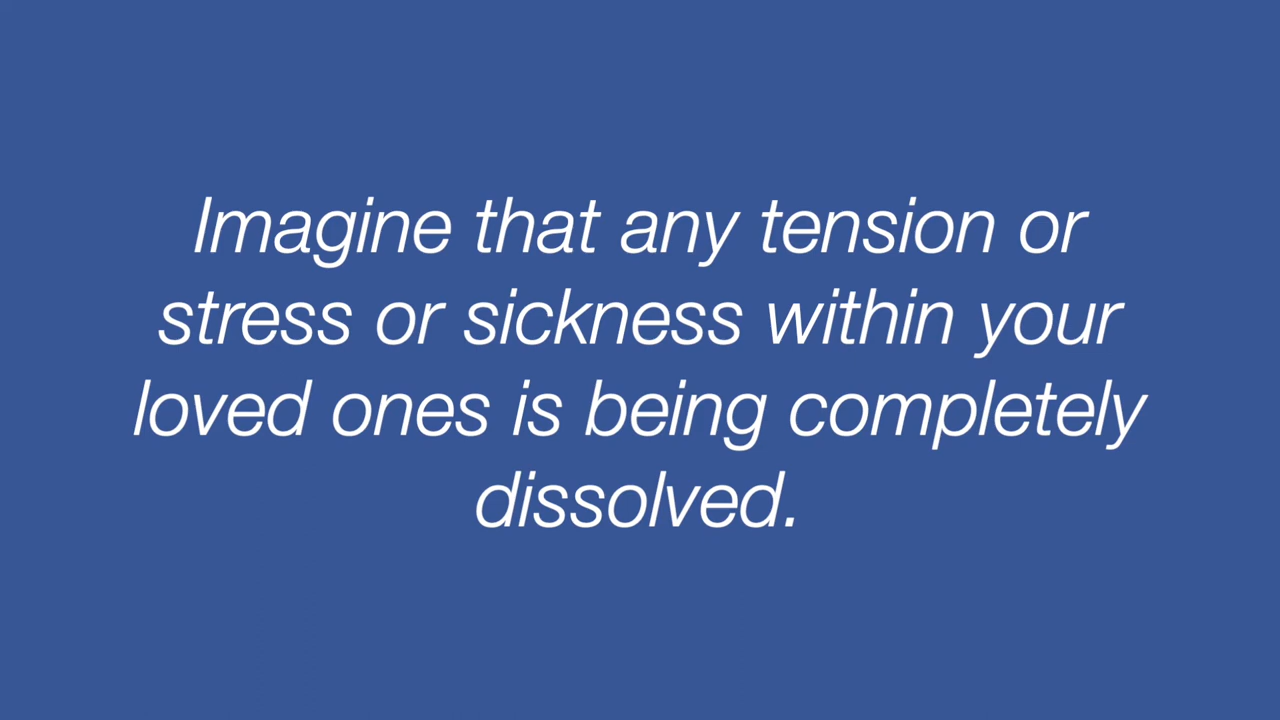 Imagine that any tension or
stress or sickness within your
loved ones is being completely
dissolved.